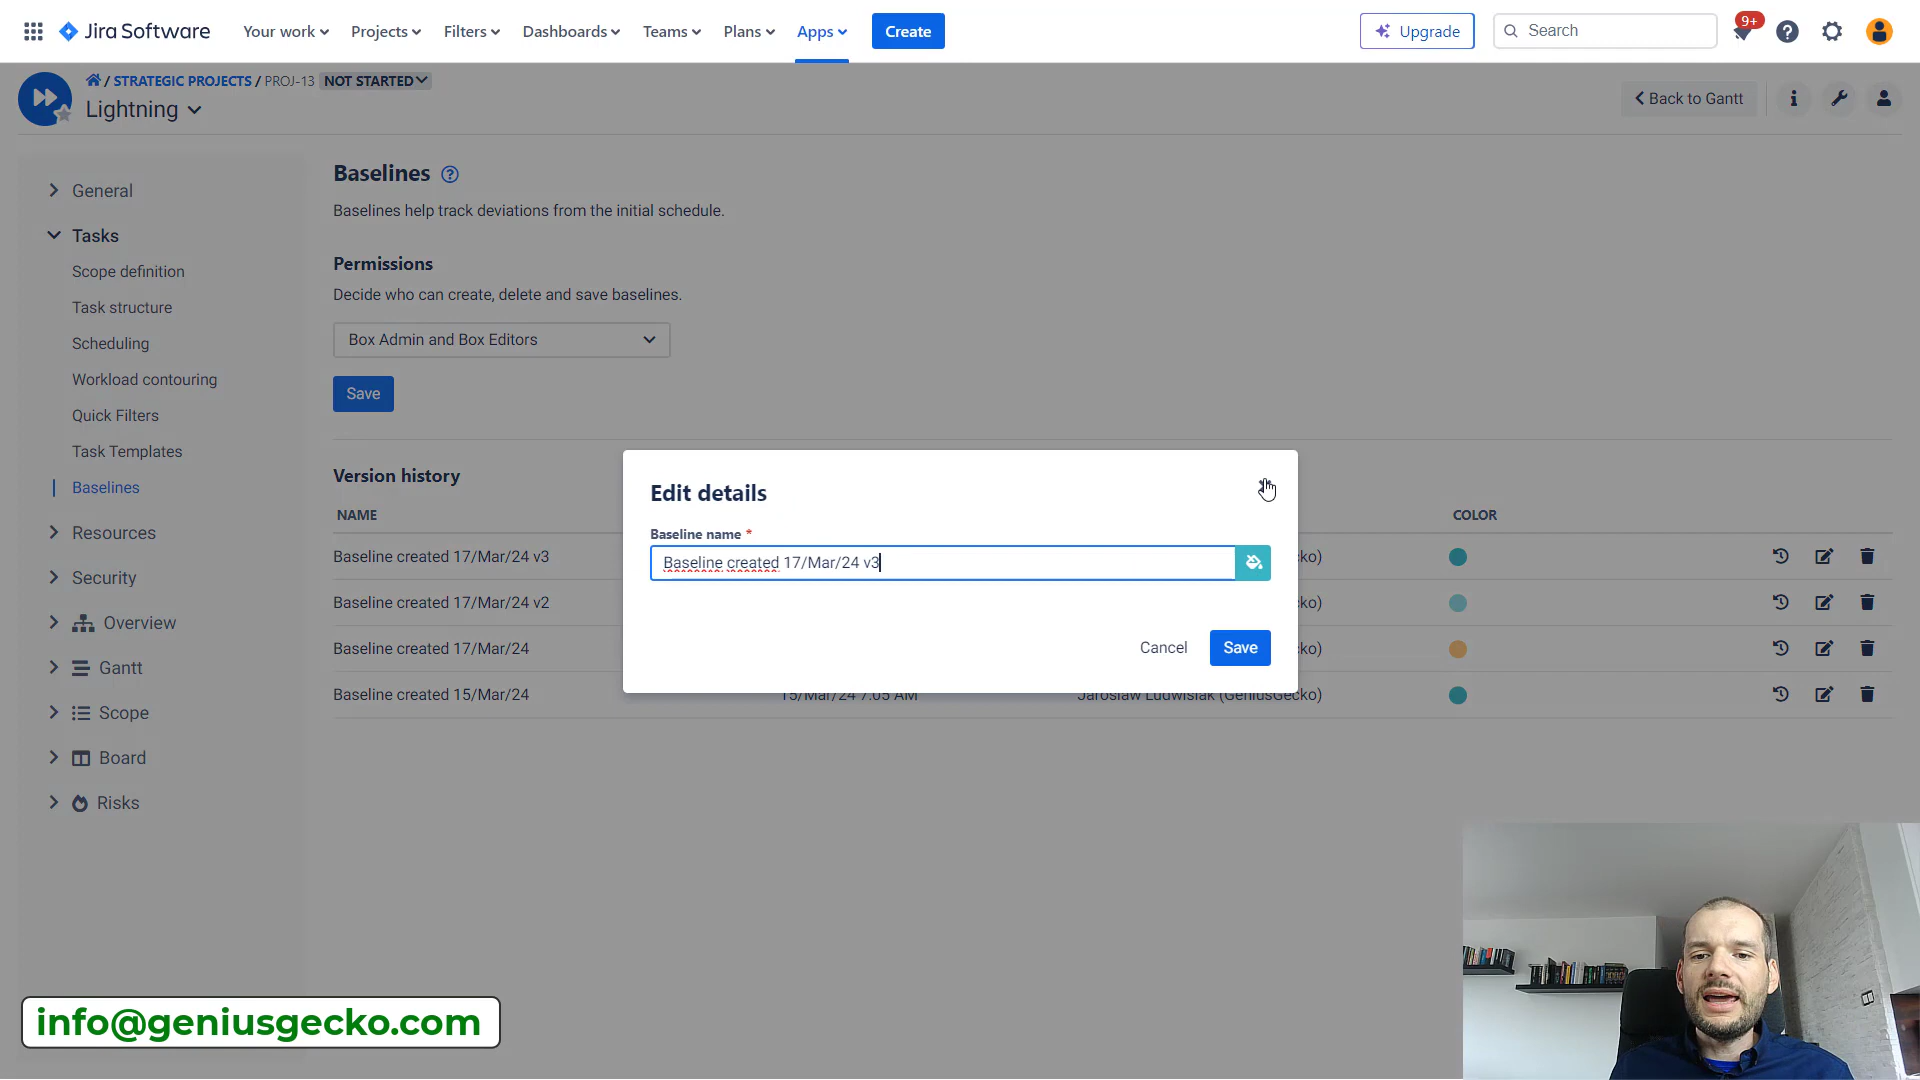 Jira Software
Your work
Projects
Filters
Dashboards
Teams
Plans
Apps
Create
Upgrade
Search
9+
/ STRATEGIC PROJECTS / PROJ-13 NOT STARTED
Lightning
Back to Gantt
General
Tasks
Scope definition
Task structure
Scheduling
Workload contouring
Quick Filters
Task Templates
Baselines
Resources
Security
Overview
Gantt
Scope
Board
Risks
Baselines
Baselines help track deviations from the initial schedule.
Permissions
Decide who can create, delete and save baselines.
Box Admin and Box Editors
Save
Version history
NAME
COLOR
Baseline created 17/Mar/24 v3
cko)
Baseline created 17/Mar/24 v2
cko)
Baseline created 17/Mar/24
cko)
Baseline created 15/Mar/24
15/Mar/24 7:05 AM
Jaroslaw Ludwisiak (GeniusGecko)
Edit details
Baseline name *
Baseline created 17/Mar/24 v3
Cancel
Save
info@geniusgecko.com